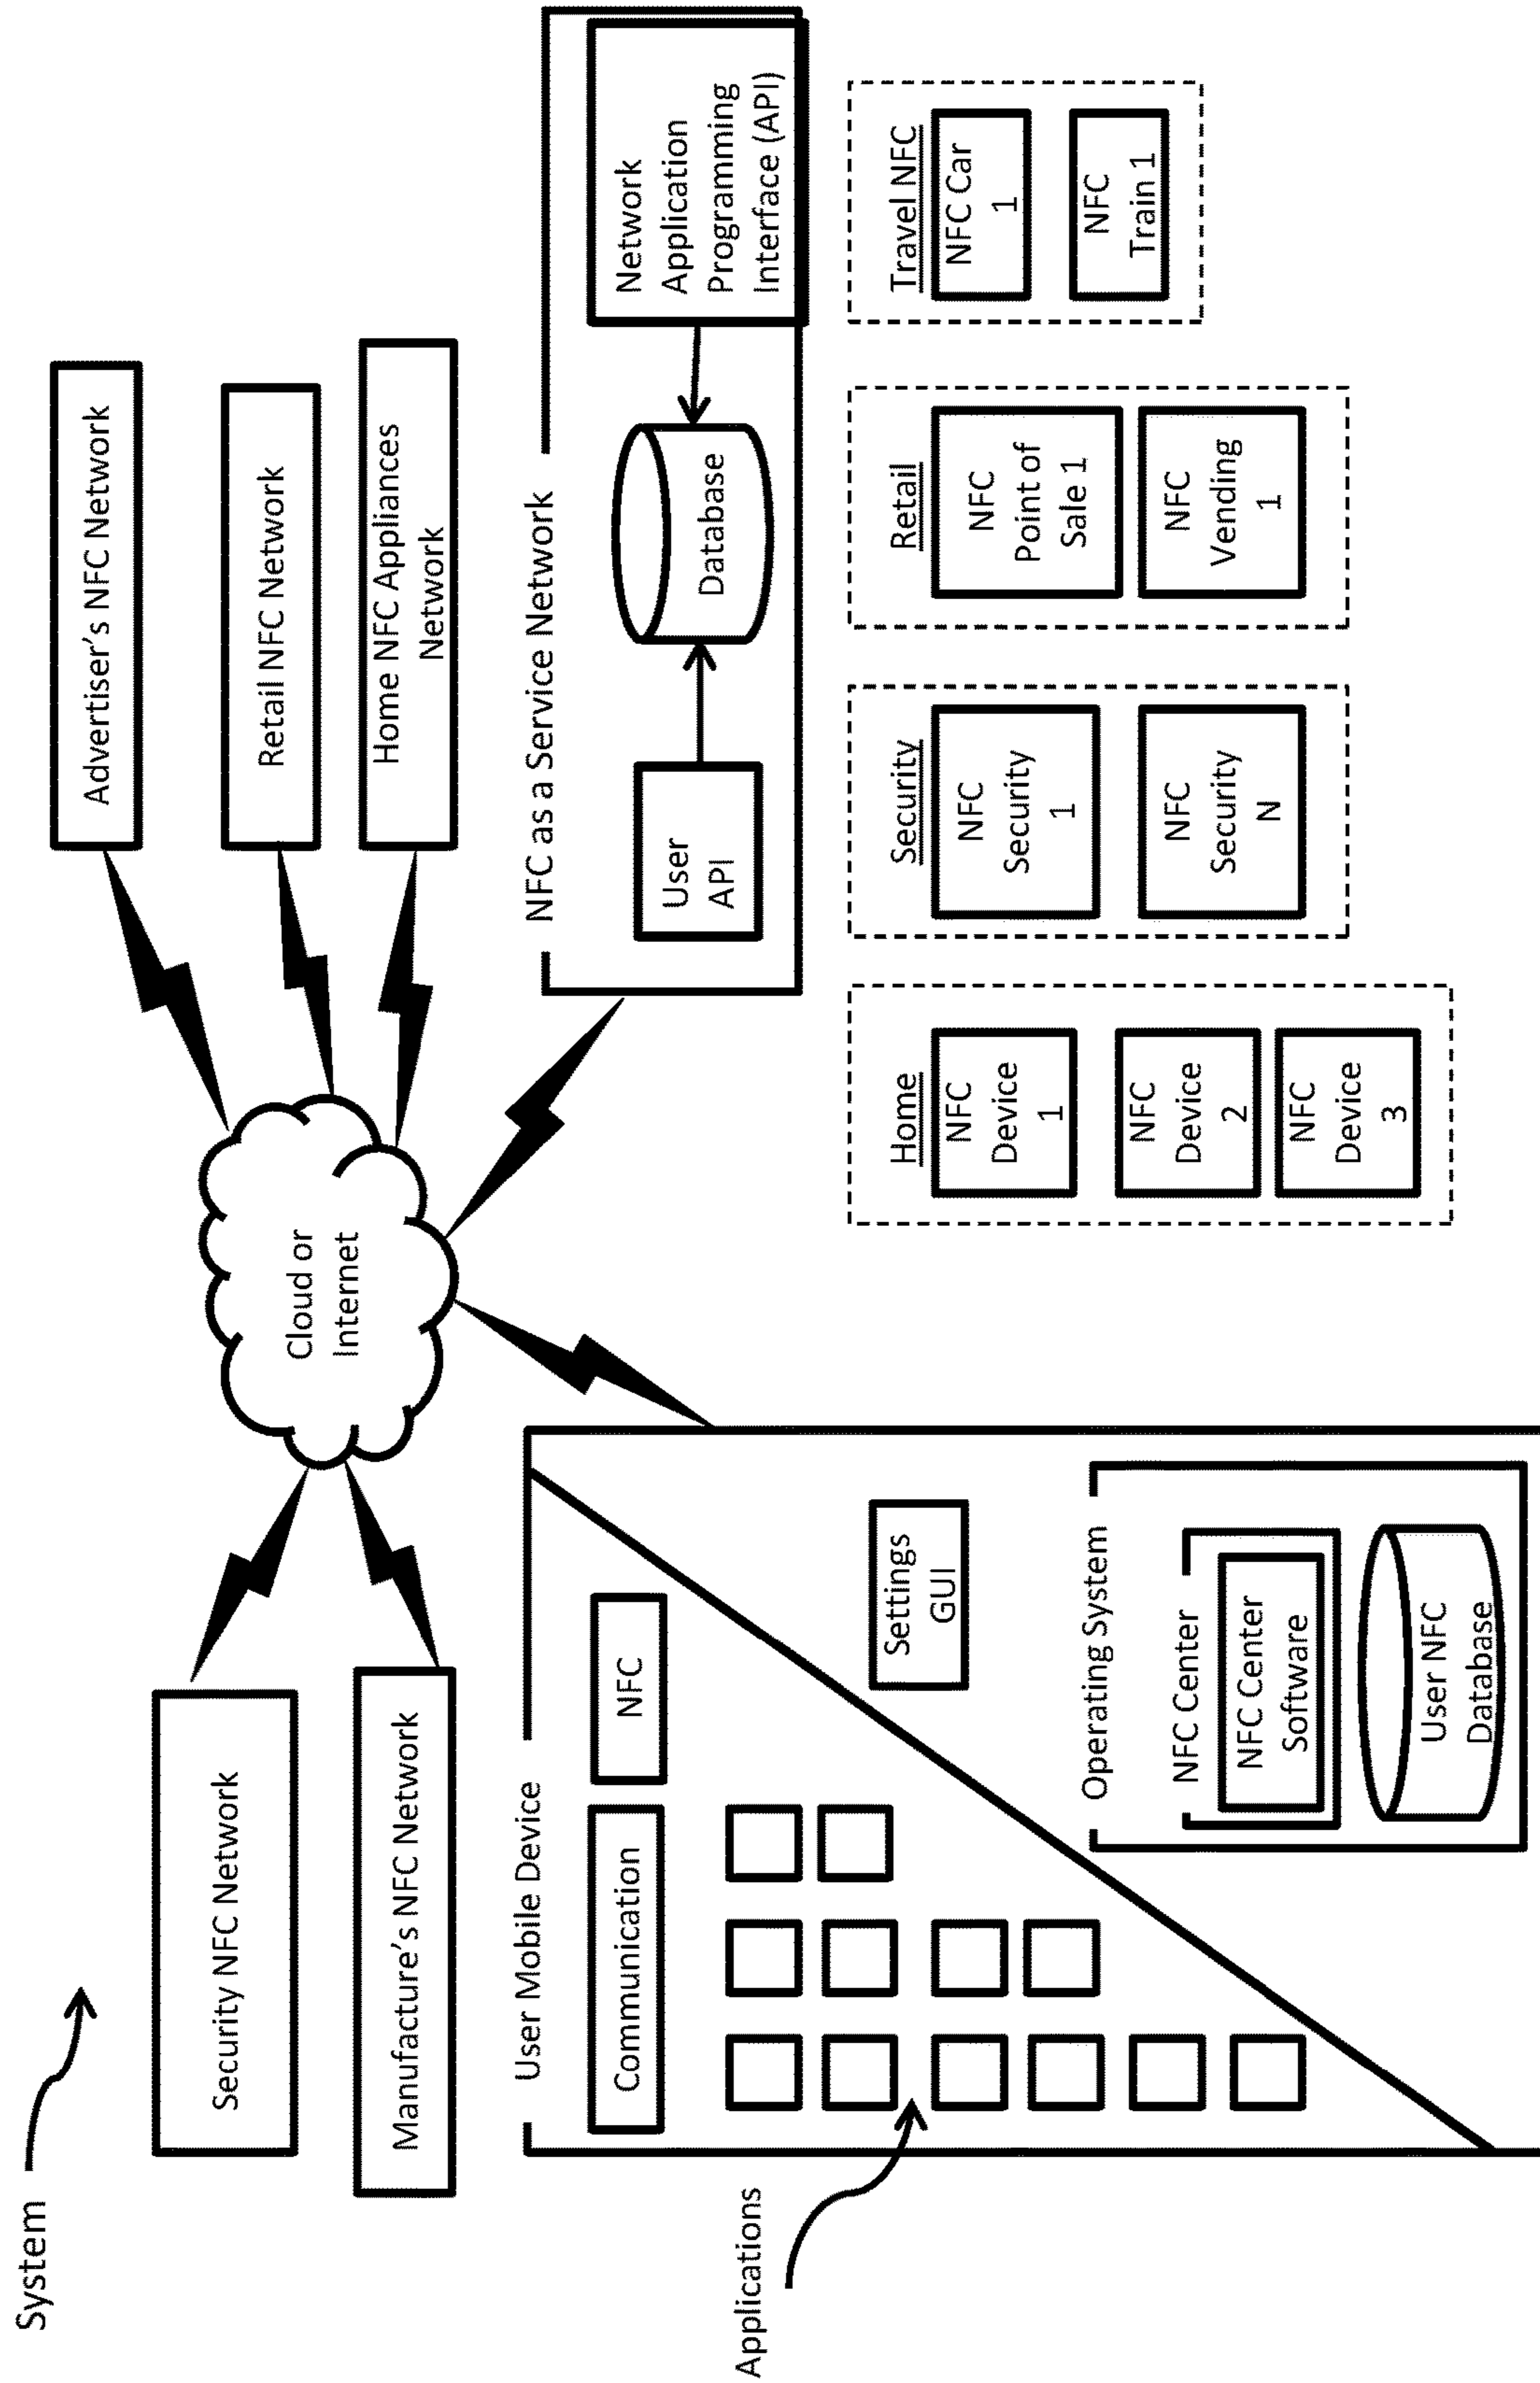 System
Security NFC Network
Manufacture's NFC Network
Cloud or
Internet
Advertiser's NFC Network
Retail NFC Network
Home NFC Appliances
Network
User Mobile Device
Communication
NFC
Applications
Settings
GUI
Operating System
NFC Center
NFC Center
Software
User NFC
Database
NFC as a Service Network
User
API
Database
Network
Application
Programming
Interface (API)
Home
NFC
Device
1
NFC
Device
2
NFC
Device
3
Security
NFC
Security
1
NFC
Security
N
Retail
NFC
Point of
Sale 1
NFC
Vending
1
Travel NFC
NFC Car
1
NFC
Train 1